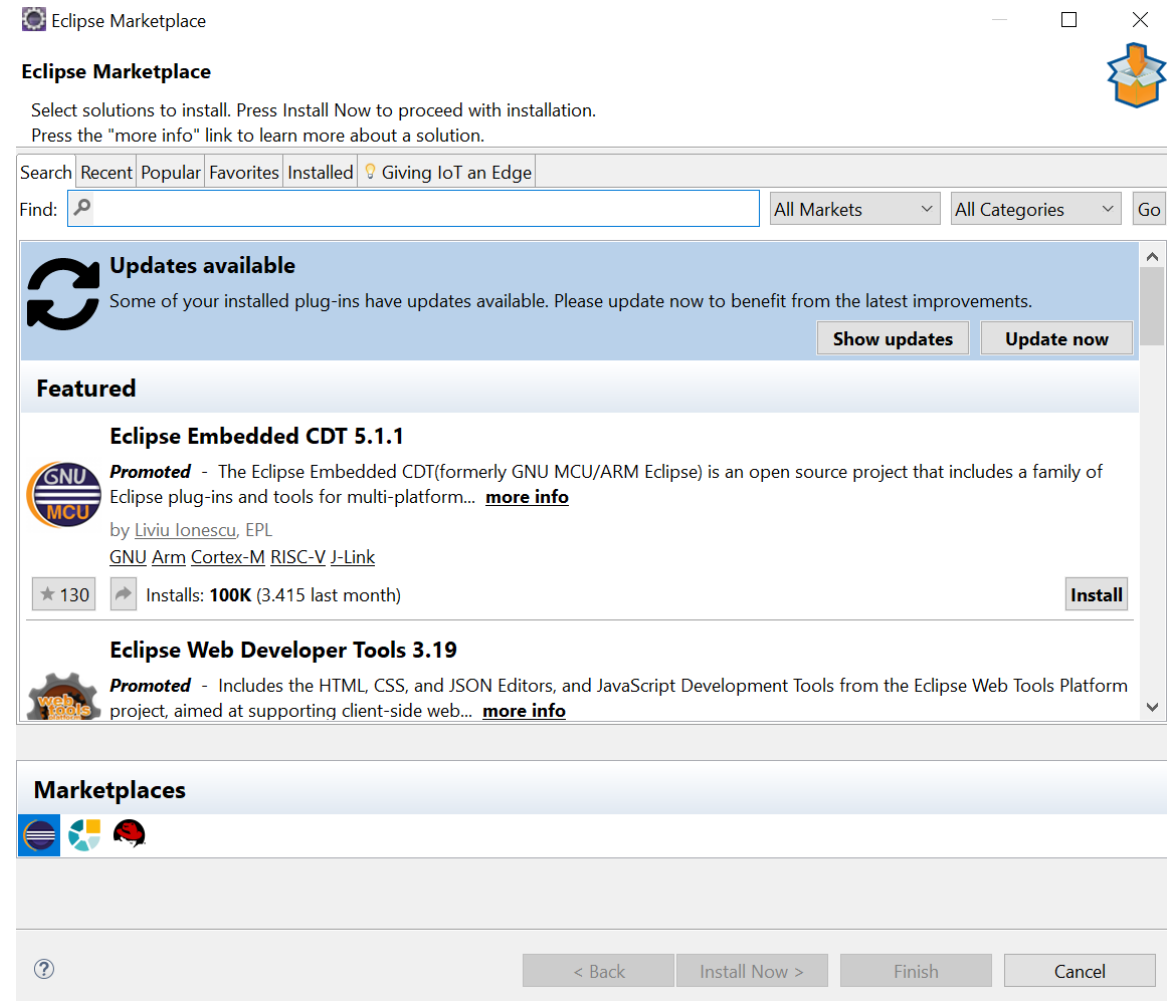 Eclipse Marketplace
Eclipse Marketplace
Select solutions to install. Press Install Now to proceed with installation.
Press the "more info" link to learn more about a solution.
Search Recent Popular Favorites Installed Giving IoT an Edge
Find: All Markets All Categories Go
Updates available
Some of your installed plug-ins have updates available. Please update now to benefit from the latest improvements.
Show updates Update now
Featured
Eclipse Embedded CDT 5.1.1
Promoted - The Eclipse Embedded CDT(formerly GNU MCU/ARM Eclipse) is an open source project that includes a family of
GNU
MCU
Eclipse plug-ins and tools for multi-platform... more info
by Liviu Ionescu, EPL
GNU Arm Cortex-M RISC-V J-Link
130 Installs: 100K (3.415 last month) Install
Eclipse Web Developer Tools 3.19
Promoted - Includes the HTML, CSS, and JSON Editors, and JavaScript Development Tools from the Eclipse Web Tools Platform
web
tools
project, aimed at supporting client-side web... more info
Marketplaces
? < Back Install Now > Finish Cancel